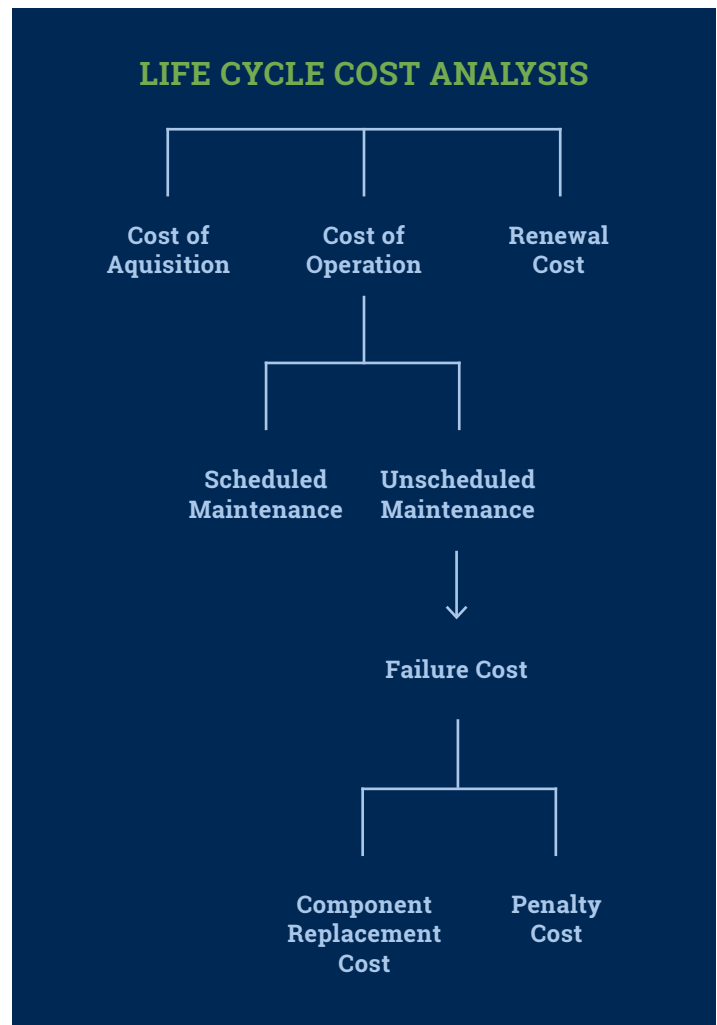 LIFE CYCLE COST ANALYSIS
Cost of
Aquisition
Cost of
Operation
Renewal
Cost
Scheduled
Maintenance
Unscheduled
Maintenance
Failure Cost
Component
Replacement
Cost
Penalty
Cost